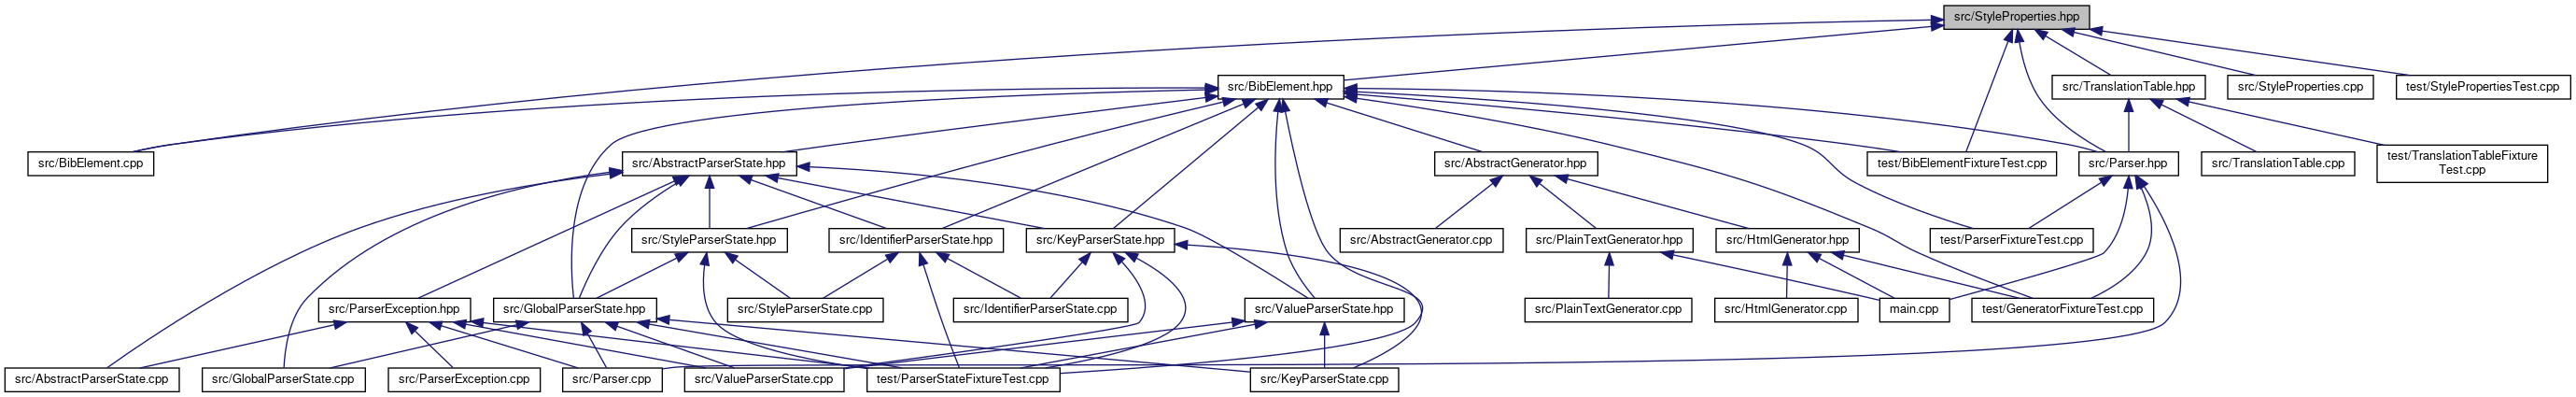 src/StyleProperties.hpp
src/BibElement.hpp
src/TranslationTable.hpp
src/StyleProperties.cpp
test/StylePropertiesTest.cpp
src/BibElement.cpp
src/AbstractParserState.hpp
src/AbstractGenerator.hpp
test/BibElementFixtureTest.cpp
src/Parser.hpp
src/TranslationTable.cpp
test/TranslationTableFixture
Test.cpp
src/StyleParserState.hpp
src/IdentifierParserState.hpp
src/KeyParserState.hpp
src/AbstractGenerator.cpp
src/PlainTextGenerator.hpp
src/HtmlGenerator.hpp
test/ParserFixtureTest.cpp
src/ParserException.hpp
src/GlobalParserState.hpp
src/StyleParserState.cpp
src/IdentifierParserState.cpp
src/ValueParserState.hpp
src/PlainTextGenerator.cpp
src/HtmlGenerator.cpp
main.cpp
test/GeneratorFixtureTest.cpp
src/AbstractParserState.cpp
src/GlobalParserState.cpp
src/ParserException.cpp
src/Parser.cpp
src/ValueParserState.cpp
test/ParserStateFixtureTest.cpp
src/KeyParserState.cpp